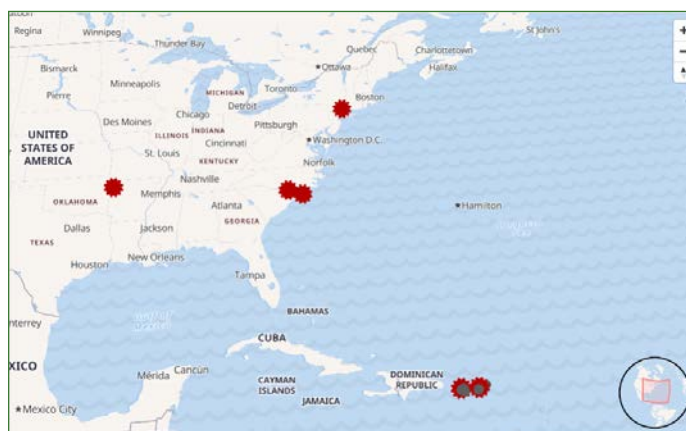 Regina
Winnipeg
Thunder Bay
Quebec
Charlottetown
St John's
Ottawa
Halifax
Bismarck
Minneapolis
Pierre
MICHIGAN
Toronto
Boston
Detroit
Chicago
Des Moines
ILLINOIS
INDIANA
Pittsburgh
UNITED
STATES OF
AMERICA
St. Louis
Cincinnati
Washington D.C.
KENTUCKY
Norfolk
Nashville
OKLAHOMA
Memphis
Atlanta
Hamilton
Dallas
Jackson
GEORGIA
TEXAS
Houston
New Orleans
Tampa
BAHAMAS
nterrey
CUBA
XICO
Mérida
Cancún
CAYMAN
ISLANDS
DOMINICAN
REPUBLIC
JAMAICA
Mexico City